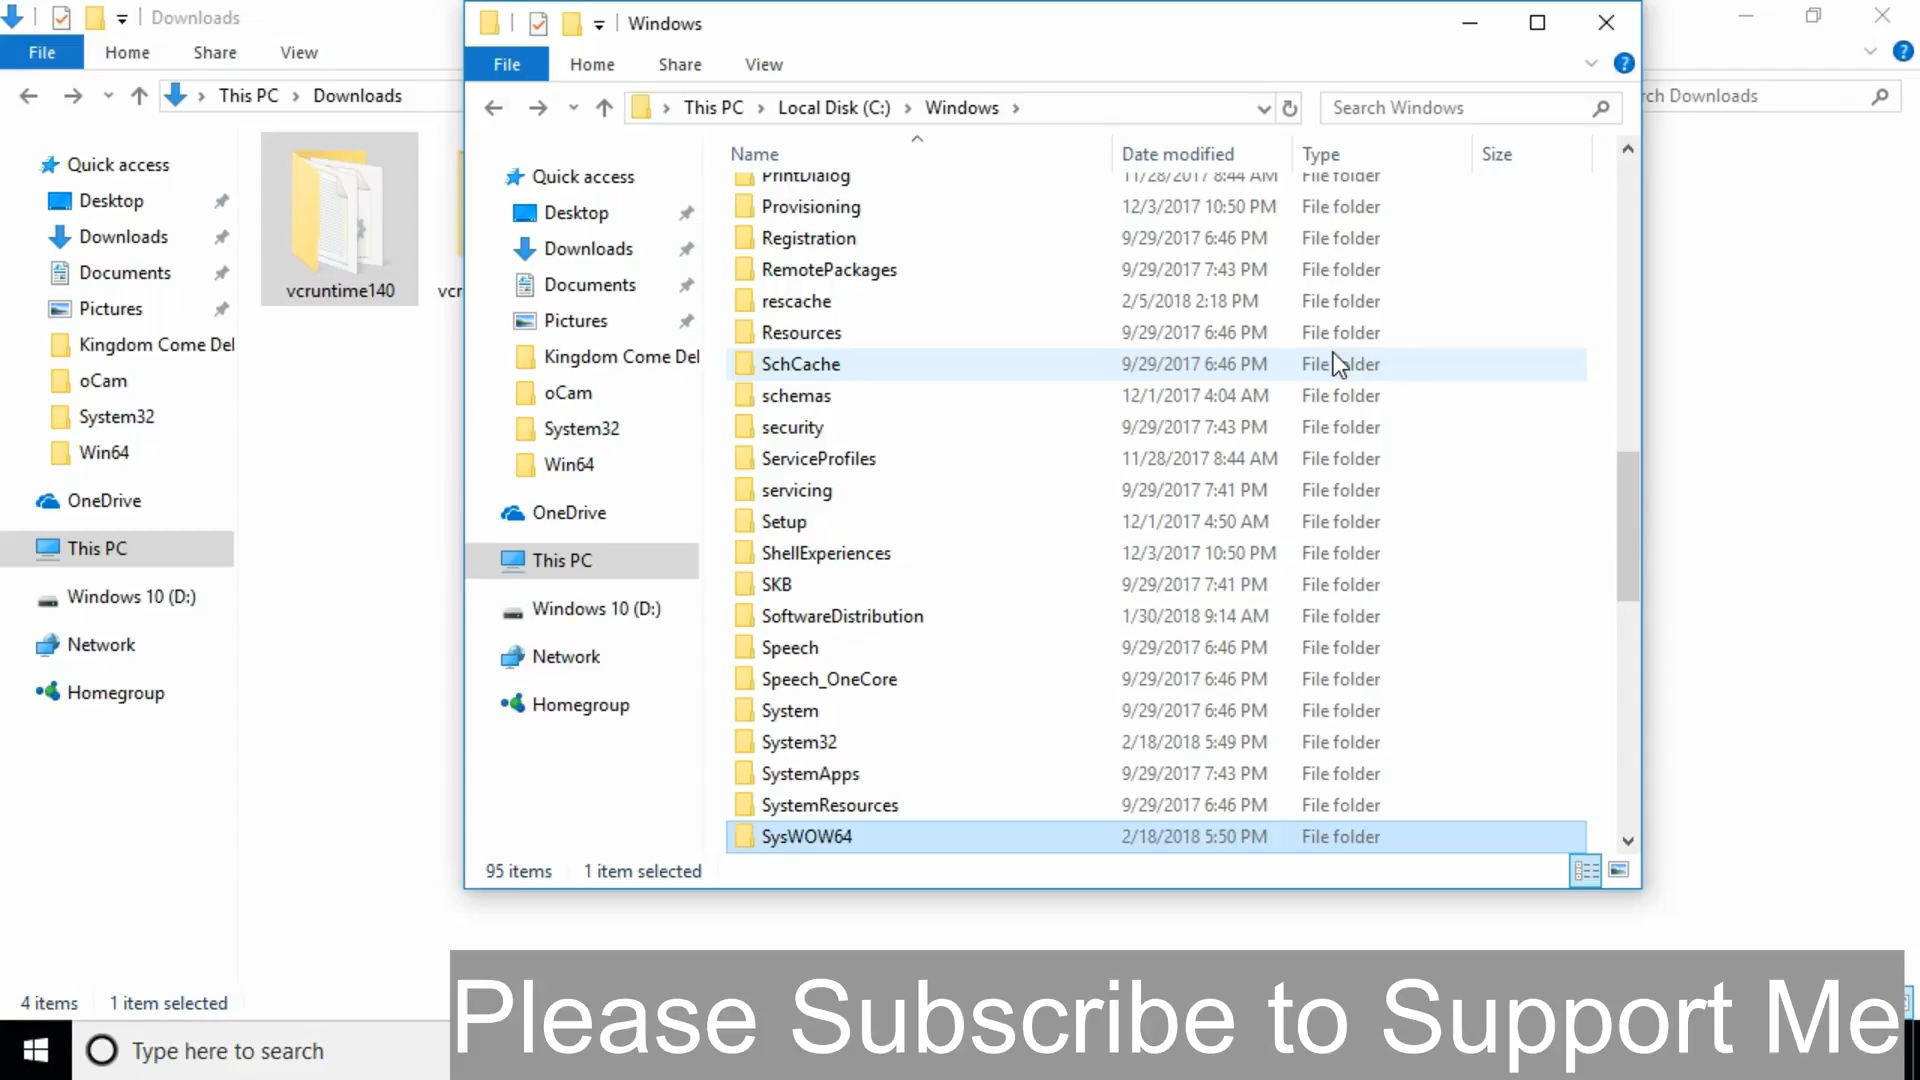 Downloads
File Home Share View
This PC Downloads
ch Downloads
Quick access
Desktop
Downloads
Documents
Pictures
Kingdom Come Del
oCam
System32
Win64
OneDrive
This PC
Windows 10 (D:)
Network
Homegroup
vcruntime140
vcr
4 items 1 item selected
Windows
File Home Share View
This PC Local Disk (C:) Windows
Search Windows
Quick access
Desktop
Downloads
Documents
Pictures
Kingdom Come Del
oCam
System32
Win64
OneDrive
This PC
Windows 10 (D:)
Network
Homegroup
Name Date modified Type Size
PrintDialog 11/28/2017 8:44 AM File folder
Provisioning 12/3/2017 10:50 PM File folder
Registration 9/29/2017 6:46 PM File folder
RemotePackages 9/29/2017 7:43 PM File folder
rescache 2/5/2018 2:18 PM File folder
Resources 9/29/2017 6:46 PM File folder
SchCache 9/29/2017 6:46 PM File folder
schemas 12/1/2017 4:04 AM File folder
security 9/29/2017 7:43 PM File folder
ServiceProfiles 11/28/2017 8:44 AM File folder
servicing 9/29/2017 7:41 PM File folder
Setup 12/1/2017 4:50 AM File folder
ShellExperiences 12/3/2017 10:50 PM File folder
SKB 9/29/2017 7:41 PM File folder
SoftwareDistribution 1/30/2018 9:14 AM File folder
Speech 9/29/2017 6:46 PM File folder
Speech_OneCore 9/29/2017 6:46 PM File folder
System 9/29/2017 6:46 PM File folder
System32 2/18/2018 5:49 PM File folder
SystemApps 9/29/2017 7:43 PM File folder
SystemResources 9/29/2017 6:46 PM File folder
SysWOW64 2/18/2018 5:50 PM File folder
95 items 1 item selected
Type here to search
Please Subscribe to Support Me